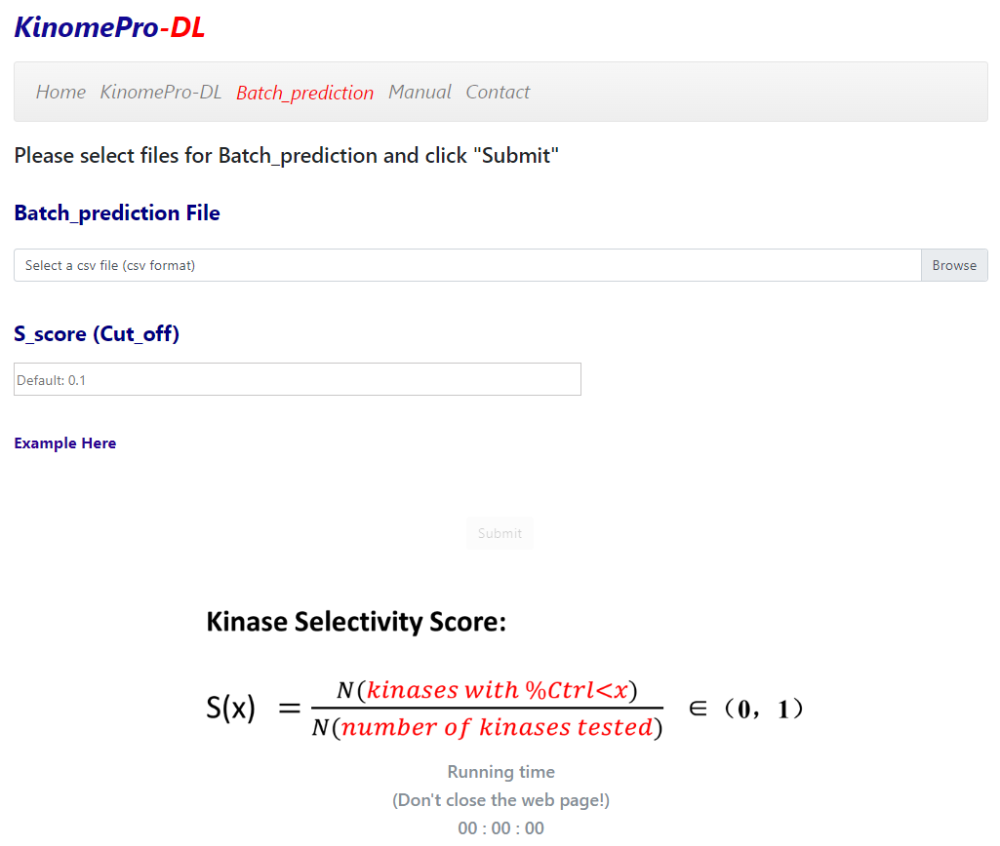 KinomePro-DL
Home KinomePro-DL Batch_prediction Manual Contact
Please select files for Batch_prediction and click "Submit"
Batch_prediction File
Select a csv file (csv format) Browse
S_score (Cut_off)
Default: 0.1
Example Here
Submit
Kinase Selectivity Score:
S(x) = N(kinases with %Ctrl<x) / N(number of kinases tested) ∈ (0, 1)
Running time
(Don't close the web page!)
00 : 00 : 00